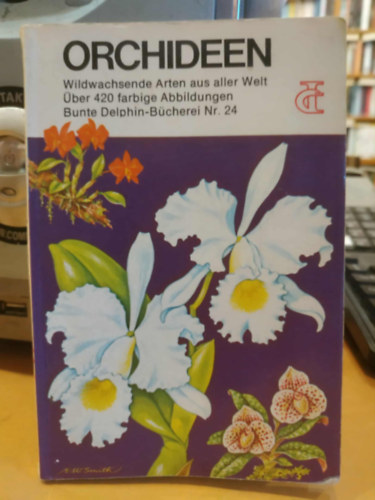 ORCHIDEEN
Wildwachsende Arten aus aller Welt
Über 420 farbige Abbildungen
Bunte Delphin-Bücherei Nr. 24